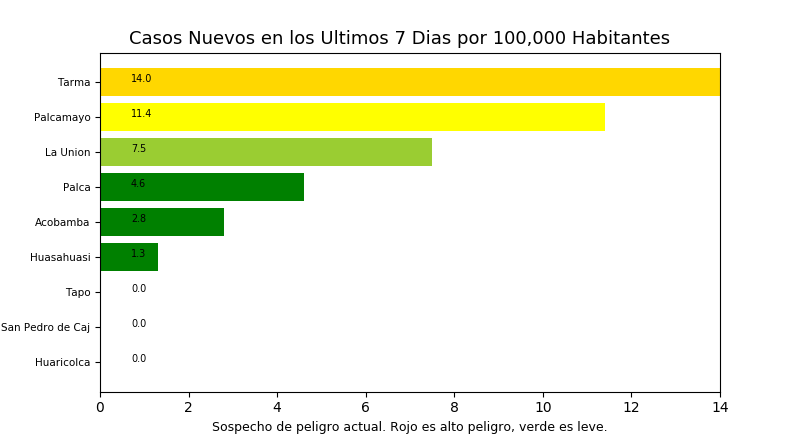 Casos Nuevos en los Ultimos 7 Dias por 100,000 Habitantes
Tarma 14.0
Palcamayo 11.4
La Union 7.5
Palca 4.6
Acobamba 2.8
Huasahuasi 1.3
Tapo 0.0
San Pedro de Caj 0.0
Huaricolca 0.0
0 2 4 6 8 10 12 14
Sospecho de peligro actual. Rojo es alto peligro, verde es leve.